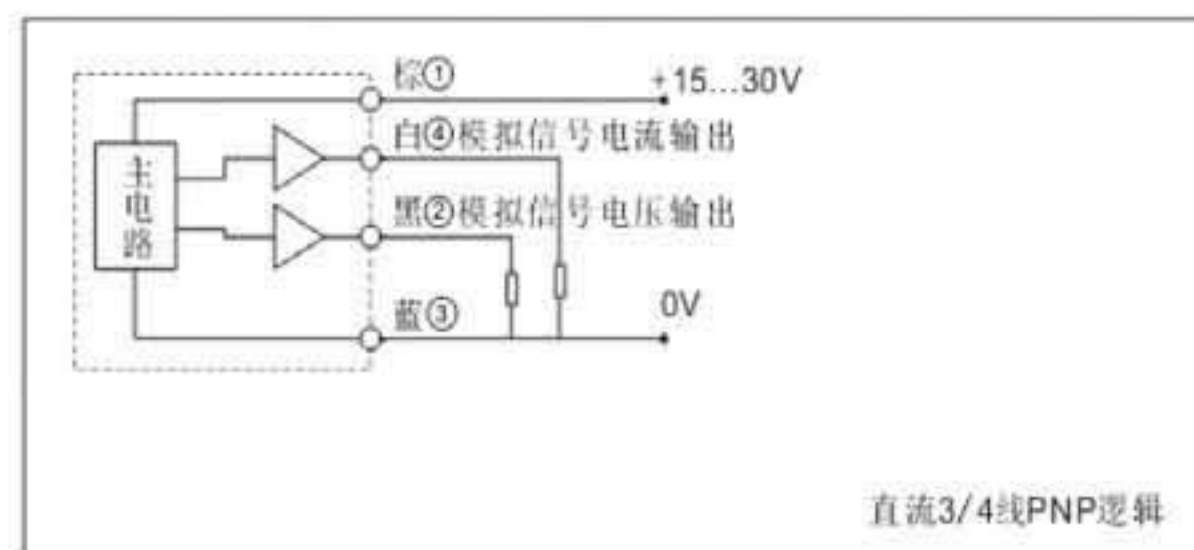 棕①
+15...30V
白④模拟信号电流输出
主电路
黑②模拟信号电压输出
蓝③
0V
直流3/4线PNP逻辑